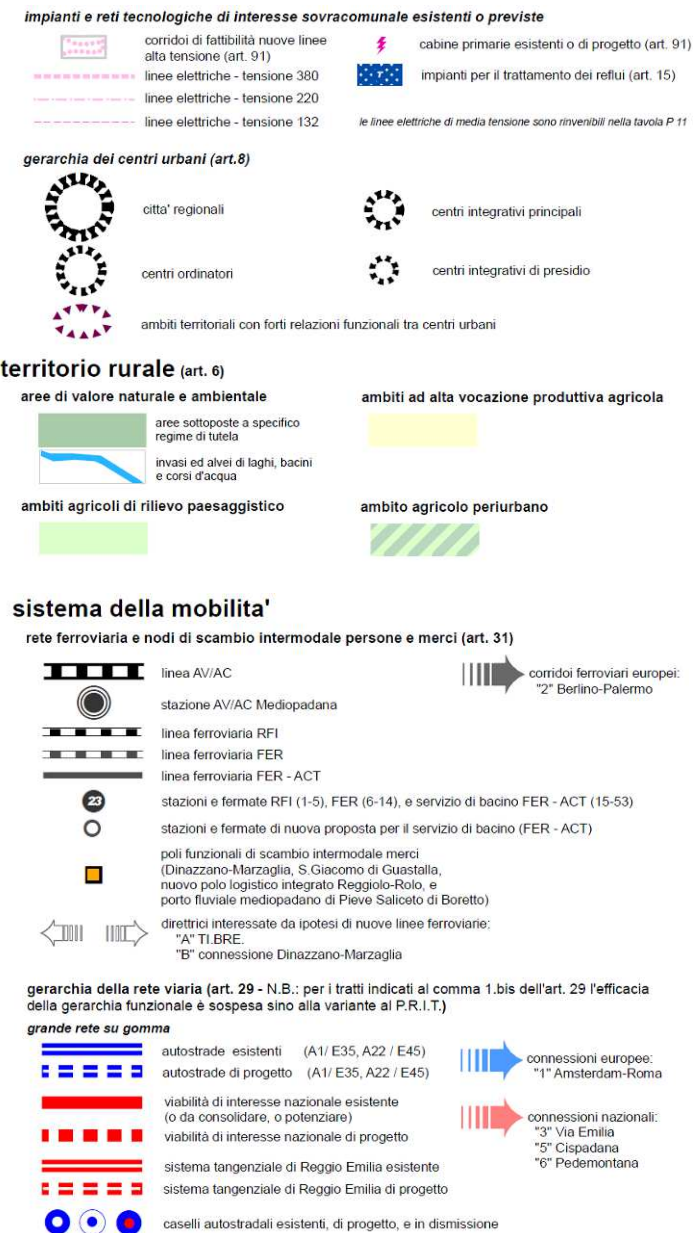 impianti e reti tecnologiche di interesse sovracomunale esistenti o previste
corridoi di fattibilità nuove linee
alta tensione (art. 91)
cabine primarie esistenti o di progetto (art. 91)
linee elettriche - tensione 380
T
impianti per il trattamento dei reflui (art. 15)
linee elettriche - tensione 220
linee elettriche - tensione 132
le linee elettriche di media tensione sono rinvenibili nella tavola P 11
gerarchia dei centri urbani (art.8)
citta' regionali
centri integrativi principali
centri ordinatori
centri integrativi di presidio
ambiti territoriali con forti relazioni funzionali tra centri urbani
territorio rurale (art. 6)
aree di valore naturale e ambientale
ambiti ad alta vocazione produttiva agricola
aree sottoposte a specifico
regime di tutela
invasi ed alvei di laghi, bacini
e corsi d'acqua
ambiti agricoli di rilievo paesaggistico
ambito agricolo periurbano
sistema della mobilita'
rete ferroviaria e nodi di scambio intermodale persone e merci (art. 31)
linea AV/AC
corridoi ferroviari europei:
"2" Berlino-Palermo
stazione AV/AC Mediopadana
linea ferroviaria RFI
linea ferroviaria FER
linea ferroviaria FER - ACT
23
stazioni e fermate RFI (1-5), FER (6-14), e servizio di bacino FER - ACT (15-53)
stazioni e fermate di nuova proposta per il servizio di bacino (FER - ACT)
poli funzionali di scambio intermodale merci
(Dinazzano-Marzaglia, S.Giacomo di Guastalla,
nuovo polo logistico integrato Reggiolo-Rolo, e
porto fluviale mediopadano di Pieve Saliceto di Boretto)
direttrici interessate da ipotesi di nuove linee ferroviarie:
"A" TI.BRE.
"B" connessione Dinazzano-Marzaglia
gerarchia della rete viaria (art. 29 - N.B.: per i tratti indicati al comma 1.bis dell'art. 29 l'efficacia
della gerarchia funzionale è sospesa sino alla variante al P.R.I.T.)
grande rete su gomma
autostrade esistenti (A1/ E35, A22 / E45)
autostrade di progetto (A1/ E35, A22 / E45)
connessioni europee:
"1" Amsterdam-Roma
viabilità di interesse nazionale esistente
(o da consolidare, o potenziare)
viabilità di interesse nazionale di progetto
connessioni nazionali:
"3" Via Emilia
"5" Cispadana
"6" Pedemontana
sistema tangenziale di Reggio Emilia esistente
sistema tangenziale di Reggio Emilia di progetto
caselli autostradali esistenti, di progetto, e in dismissione